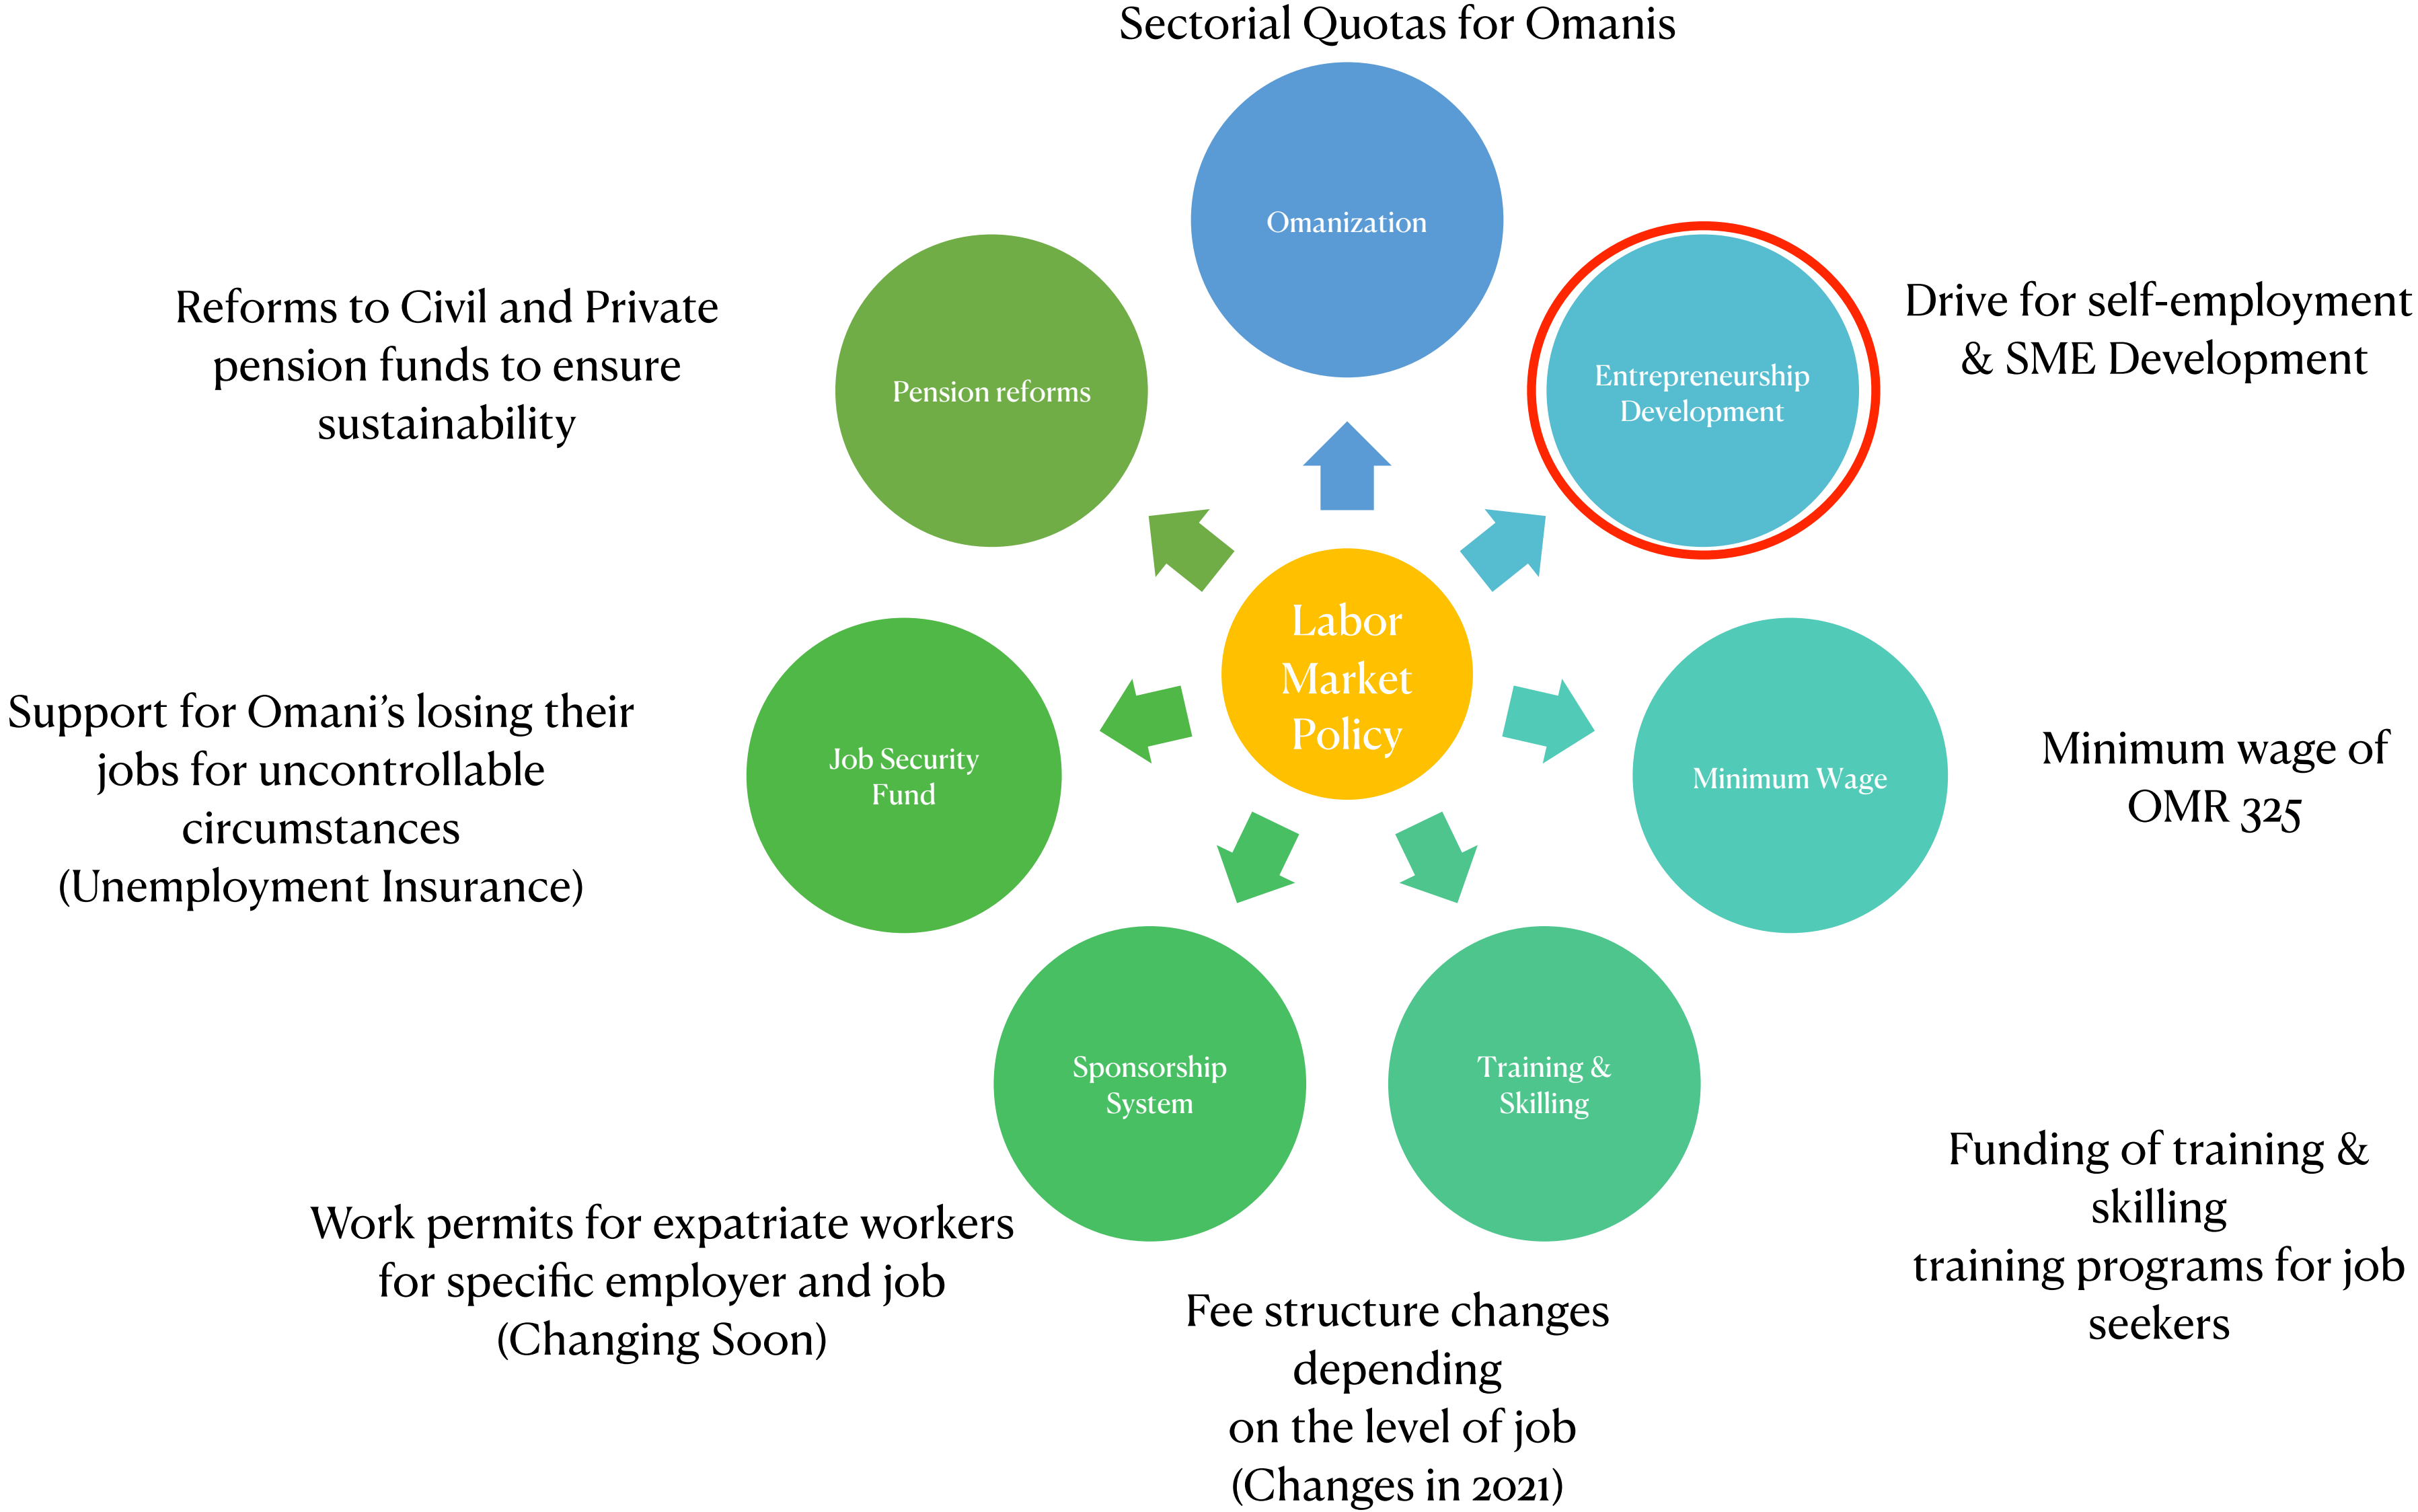 Sectorial Quotas for Omanis
Omanization
Entrepreneurship
Development
Drive for self-employment
& SME Development
Pension reforms
Reforms to Civil and Private
pension funds to ensure
sustainability
Labor
Market
Policy
Minimum Wage
Minimum wage of
OMR 325
Job Security
Fund
Support for Omani’s losing their
jobs for uncontrollable
circumstances
(Unemployment Insurance)
Training &
Skilling
Funding of training &
skilling
training programs for job
seekers
Sponsorship
System
Work permits for expatriate workers
for specific employer and job
(Changing Soon)
Fee structure changes
depending
on the level of job
(Changes in 2021)